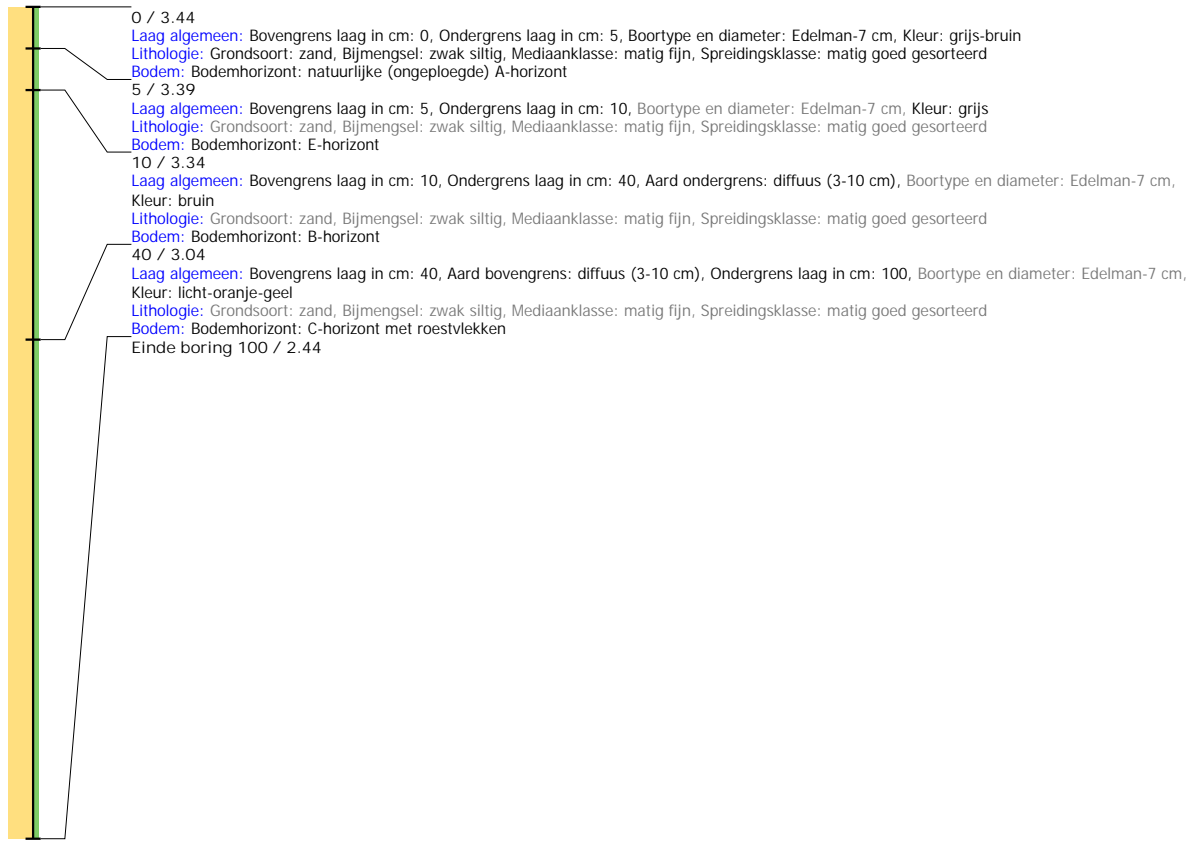 0 / 3.44
Laag algemeen: Bovengrens laag in cm: 0, Ondergrens laag in cm: 5, Boortype en diameter: Edelman-7 cm, Kleur: grijs-bruin
Lithologie: Grondsoort: zand, Bijmengsel: zwak siltig, Mediaanklasse: matig fijn, Spreidingsklasse: matig goed gesorteerd
Bodem: Bodemhorizont: natuurlijke (ongeploegde) A-horizont
5 / 3.39
Laag algemeen: Bovengrens laag in cm: 5, Ondergrens laag in cm: 10, Boortype en diameter: Edelman-7 cm, Kleur: grijs
Lithologie: Grondsoort: zand, Bijmengsel: zwak siltig, Mediaanklasse: matig fijn, Spreidingsklasse: matig goed gesorteerd
Bodem: Bodemhorizont: E-horizont
10 / 3.34
Laag algemeen: Bovengrens laag in cm: 10, Ondergrens laag in cm: 40, Aard ondergrens: diffuus (3-10 cm), Boortype en diameter: Edelman-7 cm,
Kleur: bruin
Lithologie: Grondsoort: zand, Bijmengsel: zwak siltig, Mediaanklasse: matig fijn, Spreidingsklasse: matig goed gesorteerd
Bodem: Bodemhorizont: B-horizont
40 / 3.04
Laag algemeen: Bovengrens laag in cm: 40, Aard bovengrens: diffuus (3-10 cm), Ondergrens laag in cm: 100, Boortype en diameter: Edelman-7 cm,
Kleur: licht-oranje-geel
Lithologie: Grondsoort: zand, Bijmengsel: zwak siltig, Mediaanklasse: matig fijn, Spreidingsklasse: matig goed gesorteerd
Bodem: Bodemhorizont: C-horizont met roestvlekken
Einde boring 100 / 2.44